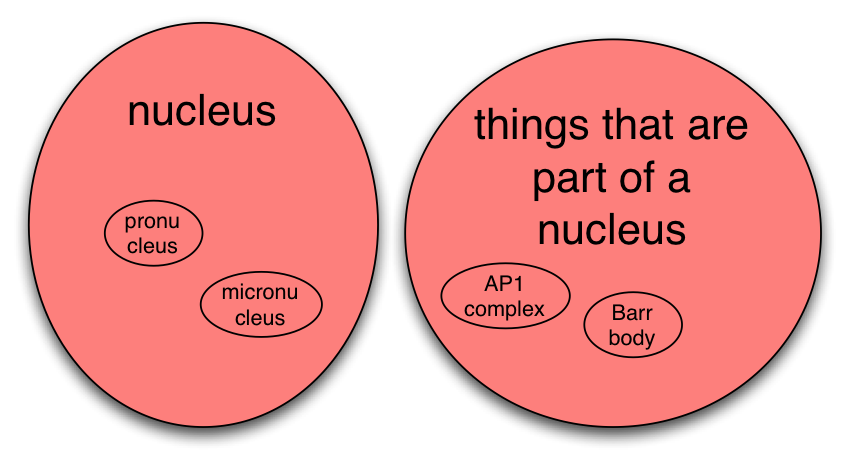 nucleus
pronu
cleus
micronu
cleus
things that are
part of a
nucleus
AP1
complex
Barr
body